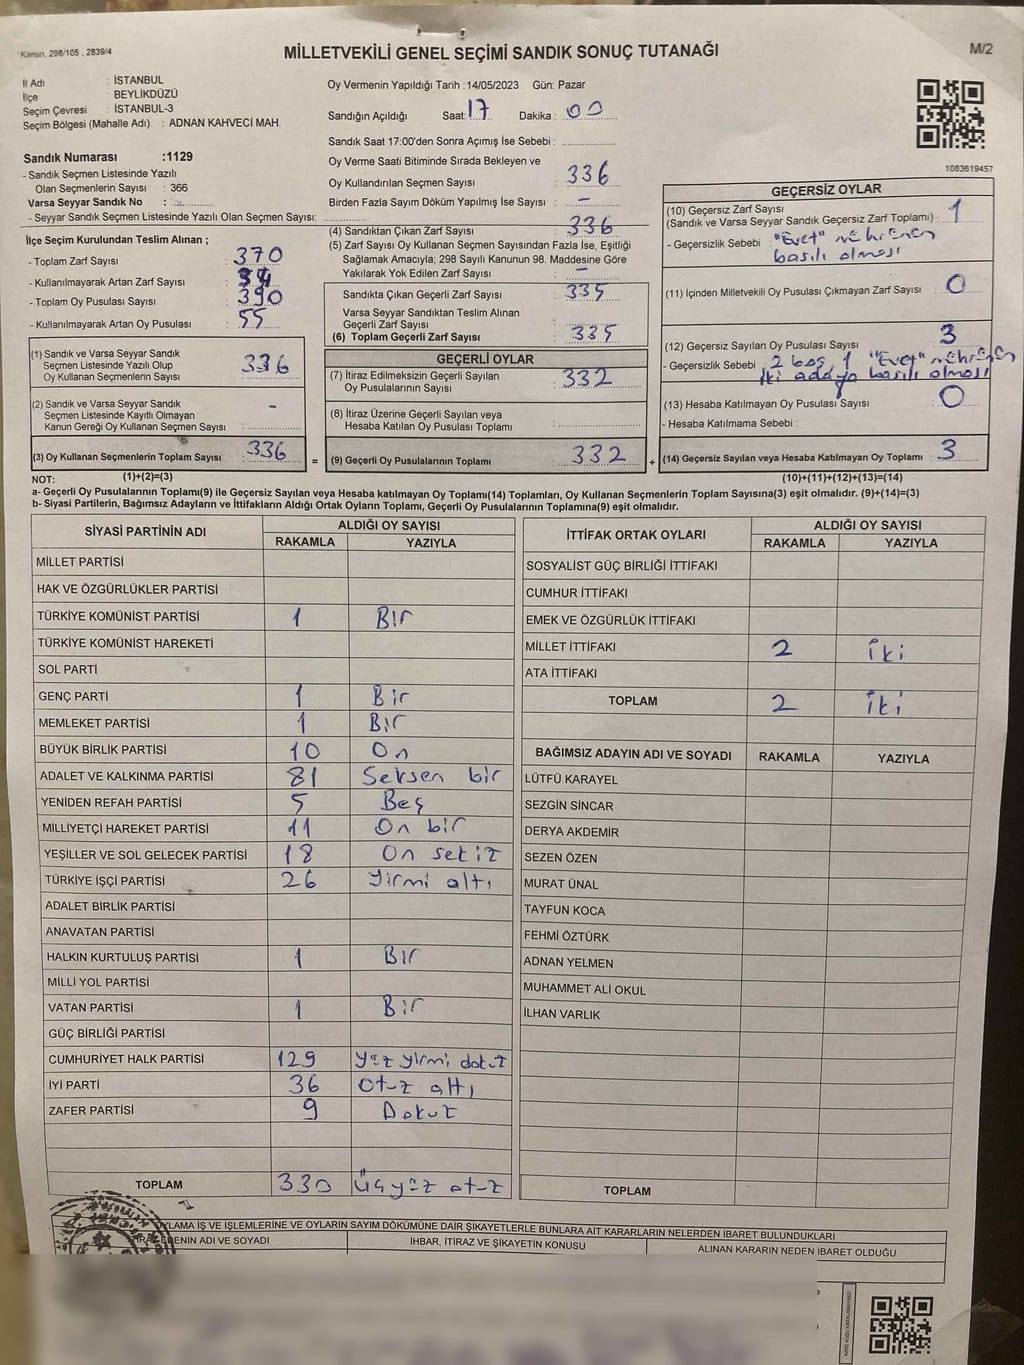 Kanun. 298/105 , 2839/4
MİLLETVEKİLİ GENEL SEÇİMİ SANDIK SONUÇ TUTANAĞI
M/2
İl Adı : İSTANBUL
İlçe : BEYLİKDÜZÜ
Seçim Çevresi : İSTANBUL-3
Seçim Bölgesi (Mahalle Adı) : ADNAN KAHVECİ MAH.
Sandık Numarası :1129
- Sandık Seçmen Listesinde Yazılı
Olan Seçmenlerin Sayısı : 366
Varsa Seyyar Sandık No :
- Seyyar Sandık Seçmen Listesinde Yazılı Olan Seçmen Sayısı:
Oy Vermenin Yapıldığı Tarih :14/05/2023 Gün: Pazar
Sandığın Açıldığı Saat: 17 Dakika : 00
Sandık Saat 17:00'den Sonra Açımış İse Sebebi :
Oy Verme Saati Bitiminde Sırada Bekleyen ve
Oy Kullandırılan Seçmen Sayısı : 336
Birden Fazla Sayım Döküm Yapılmış İse Sayısı : -
(4) Sandıktan Çıkan Zarf Sayısı : 336
(5) Zarf Sayısı Oy Kullanan Seçmen Sayısından Fazla İse, Eşitliği
Sağlamak Amacıyla; 298 Sayılı Kanunun 98. Maddesine Göre
Yakılarak Yok Edilen Zarf Sayısı : -
Sandıkta Çıkan Geçerli Zarf Sayısı : 335
Varsa Seyyar Sandıktan Teslim Alınan
Geçerli Zarf Sayısı :
(6) Toplam Geçerli Zarf Sayısı : 335
1083619457
İlçe Seçim Kurulundan Teslim Alınan ;
- Toplam Zarf Sayısı : 370
- Kullanılmayarak Artan Zarf Sayısı : 34
- Toplam Oy Pusulası Sayısı : 390
- Kullanılmayarak Artan Oy Pusulası : 55
(1) Sandık ve Varsa Seyyar Sandık
Seçmen Listesinde Yazılı Olup
Oy Kullanan Seçmenlerin Sayısı : 336
(2) Sandık ve Varsa Seyyar Sandık
Seçmen Listesinde Kayıtlı Olmayan
Kanun Gereği Oy Kullanan Seçmen Sayısı : -
(3) Oy Kullanan Seçmenlerin Toplam Sayısı : 336
GEÇERLİ OYLAR
(7) İtiraz Edilmeksizin Geçerli Sayılan
Oy Pusulalarının Sayısı : 332
(8) İtiraz Üzerine Geçerli Sayılan veya
Hesaba Katılan Oy Pusulası Toplamı :
= (9) Geçerli Oy Pusulalarının Toplamı : 332
GEÇERSİZ OYLAR
(10) Geçersiz Zarf Sayısı
(Sandık ve Varsa Seyyar Sandık Geçersiz Zarf Toplamı) : 1
- Geçersizlik Sebebi : "Evet" mührünün
basılı olmesı
(11) İçinden Milletvekili Oy Pusulası Çıkmayan Zarf Sayısı : 0
(12) Geçersiz Sayılan Oy Pusulası Sayısı : 3
- Geçersizlik Sebebi : 2 boş 1 "Evet" mührünün
iki adaya basılı olmesı
(13) Hesaba Katılmayan Oy Pusulası Sayısı : 0
- Hesaba Katılmama Sebebi :
+ (14) Geçersiz Sayılan veya Hesaba Katılmayan Oy Toplamı : 3
NOT: (1)+(2)=(3) (10)+(11)+(12)+(13)=(14)
a- Geçerli Oy Pusulalarının Toplamı(9) ile Geçersiz Sayılan veya Hesaba katılmayan Oy Toplamı(14) Toplamları, Oy Kullanan Seçmenlerin Toplam Sayısına(3) eşit olmalıdır. (9)+(14)=(3)
b- Siyasi Partilerin, Bağımsız Adayların ve İttifakların Aldığı Ortak Oyların Toplamı, Geçerli Oy Pusulalarının Toplamına(9) eşit olmalıdır.
SİYASİ PARTİNİN ADI ALDIĞI OY SAYISI
RAKAMLA YAZIYLA
MİLLET PARTİSİ
HAK VE ÖZGÜRLÜKLER PARTİSİ
TÜRKİYE KOMÜNİST PARTİSİ 1 Bir
TÜRKİYE KOMÜNİST HAREKETİ
SOL PARTİ
GENÇ PARTİ 1 Bir
MEMLEKET PARTİSİ 1 Bir
BÜYÜK BİRLİK PARTİSİ 10 On
ADALET VE KALKINMA PARTİSİ 81 Seksen bir
YENİDEN REFAH PARTİSİ 5 Beş
MİLLİYETÇİ HAREKET PARTİSİ 11 On bir
YEŞİLLER VE SOL GELECEK PARTİSİ 18 On sekiz
TÜRKİYE İŞÇİ PARTİSİ 26 Yirmi altı
ADALET BİRLİK PARTİSİ
ANAVATAN PARTİSİ
HALKIN KURTULUŞ PARTİSİ 1 Bir
MİLLİ YOL PARTİSİ
VATAN PARTİSİ 1 Bir
GÜÇ BİRLİĞİ PARTİSİ
CUMHURİYET HALK PARTİSİ 129 Yüz yirmi dokuz
İYİ PARTİ 36 Otuz altı
ZAFER PARTİSİ 9 Dokuz
TOPLAM 330 Üçyüz otuz
İTTİFAK ORTAK OYLARI ALDIĞI OY SAYISI
RAKAMLA YAZIYLA
SOSYALİST GÜÇ BİRLİĞİ İTTİFAKI
CUMHUR İTTİFAKI
EMEK VE ÖZGÜRLÜK İTTİFAKI
MİLLET İTTİFAKI 2 iki
ATA İTTİFAKI
TOPLAM 2 iki
BAĞIMSIZ ADAYIN ADI VE SOYADI RAKAMLA YAZIYLA
LÜTFÜ KARAYEL
SEZGİN SİNCAR
DERYA AKDEMİR
SEZEN ÖZEN
MURAT ÜNAL
TAYFUN KOCA
FEHMİ ÖZTÜRK
ADNAN YELMEN
MUHAMMET ALİ OKUL
İLHAN VARLIK
TOPLAM
OYLAMA İŞ VE İŞLEMLERİNE VE OYLARIN SAYIM DÖKÜMÜNE DAİR ŞİKAYETLERLE BUNLARA AİT KARARLARIN NELERDEN İBARET BULUNDUKLARI
İTİRAZ EDENİN ADI VE SOYADI İHBAR, İTİRAZ VE ŞİKAYETİN KONUSU ALINAN KARARIN NEDEN İBARET OLDUĞU